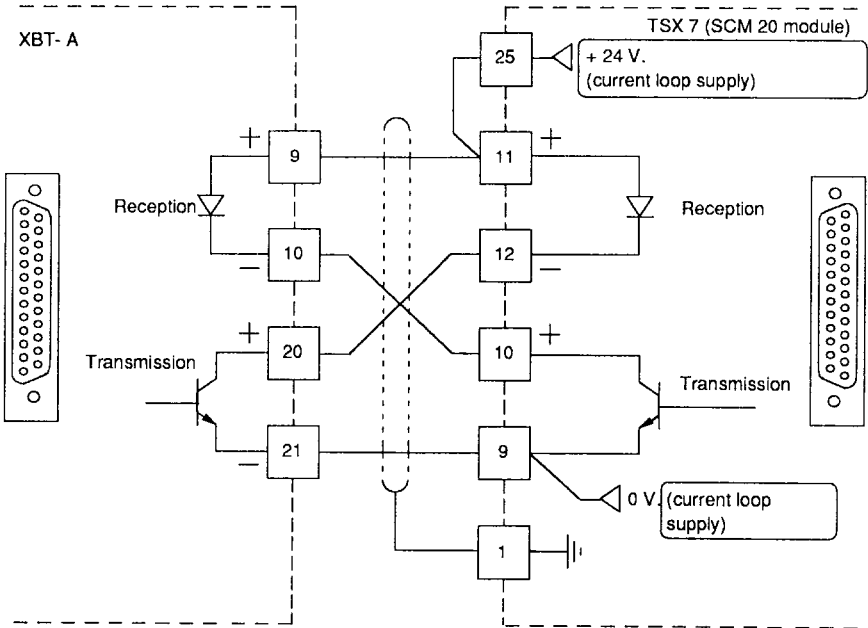 XBT- A
TSX 7 (SCM 20 module)
25
+ 24 V.
(current loop supply)
+
9
11
+
Reception
Reception
−
10
12
−
+
20
10
+
Transmission
Transmission
−
21
9
0 V.
(current loop
supply)
1